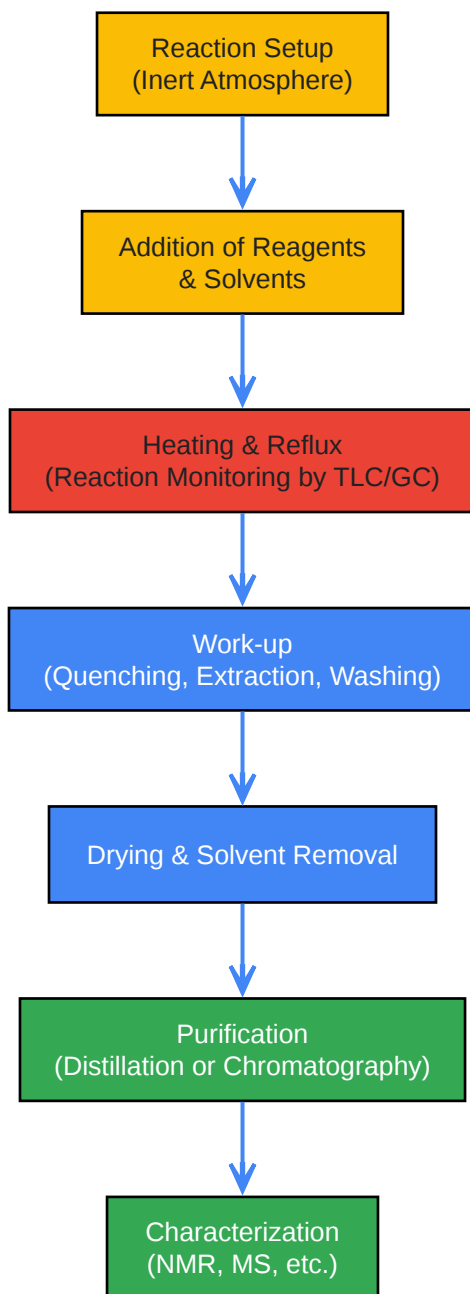 Reaction Setup
(Inert Atmosphere)
Addition of Reagents
& Solvents
Heating & Reflux
(Reaction Monitoring by TLC/GC)
Work-up
(Quenching, Extraction, Washing)
Drying & Solvent Removal
Purification
(Distillation or Chromatography)
Characterization
(NMR, MS, etc.)